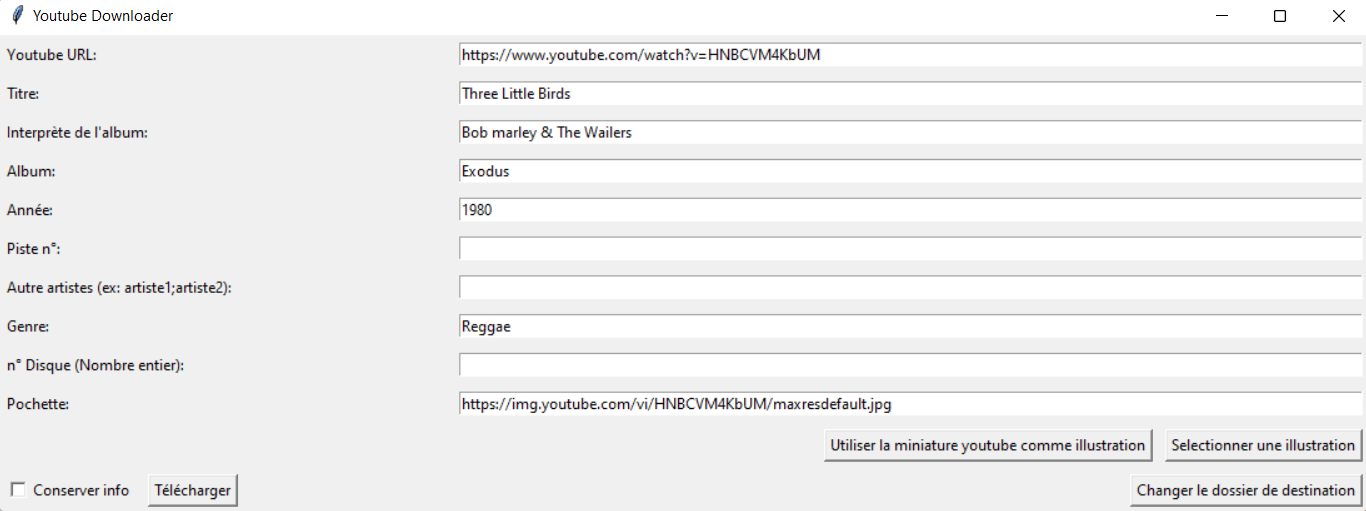 Youtube Downloader
Youtube URL: https://www.youtube.com/watch?v=HNBCVM4KbUM
Titre: Three Little Birds
Interprète de l'album: Bob marley & The Wailers
Album: Exodus
Année: 1980
Piste n°:
Autre artistes (ex: artiste1;artiste2):
Genre: Reggae
n° Disque (Nombre entier):
Pochette: https://img.youtube.com/vi/HNBCVM4KbUM/maxresdefault.jpg
Utiliser la miniature youtube comme illustration Selectionner une illustration
Conserver info Télécharger Changer le dossier de destination